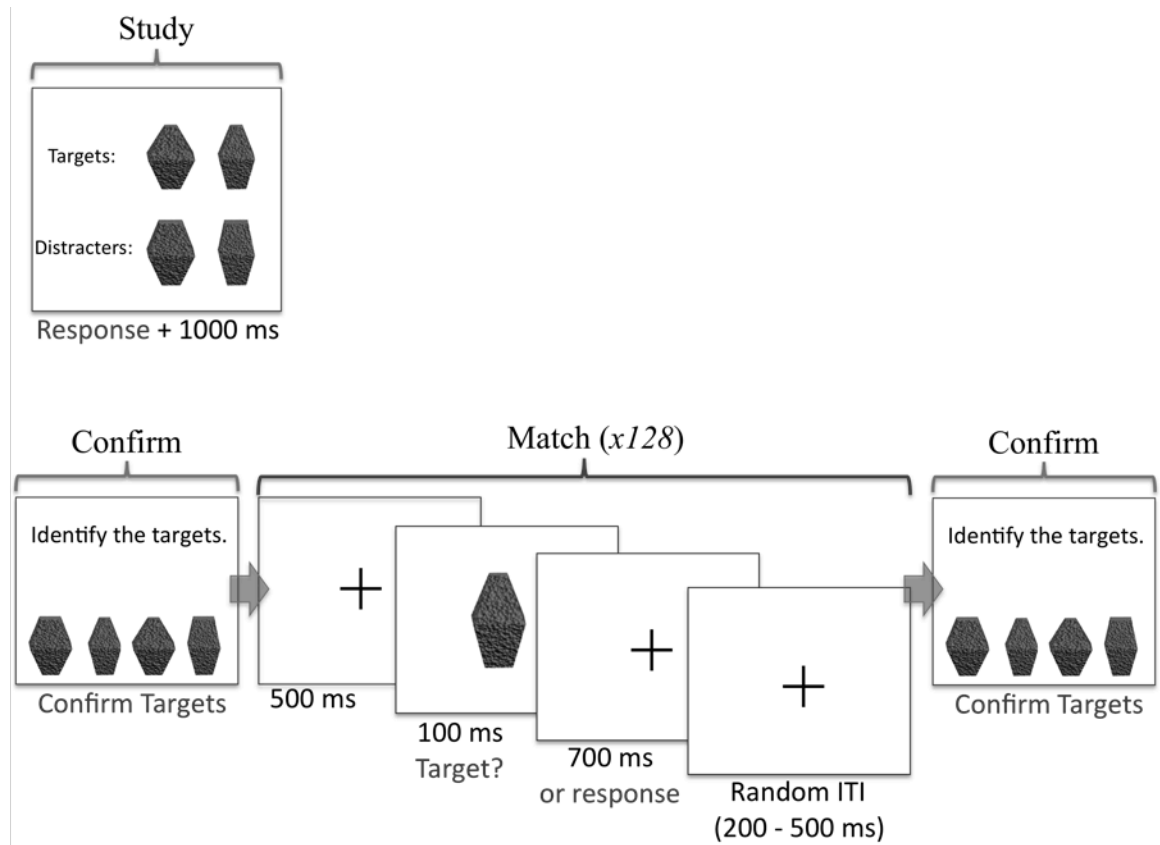 Study
Targets:
Distracters:
Response + 1000 ms
Confirm
Match (x128)
Confirm
Identify the targets.
Identify the targets.
Confirm Targets
500 ms
100 ms
Target?
700 ms
or response
Random ITI
(200 - 500 ms)
Confirm Targets